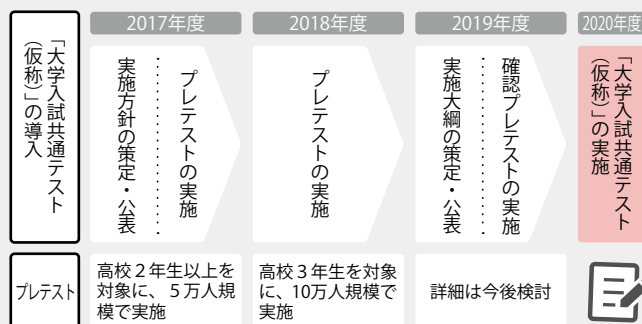 2017年度
2018年度
2019年度
2020年度
「大学入試共通テスト
（仮称）」の導入
実施方針の策定・公表
プレテストの実施
プレテストの実施
実施大綱の策定・公表
確認プレテストの実施
「大学入試共通テスト
（仮称）」の実施
プレテスト
高校２年生以上を
対象に、５万人規
模で実施
高校３年生を対象
に、10万人規模で
実施
詳細は今後検討